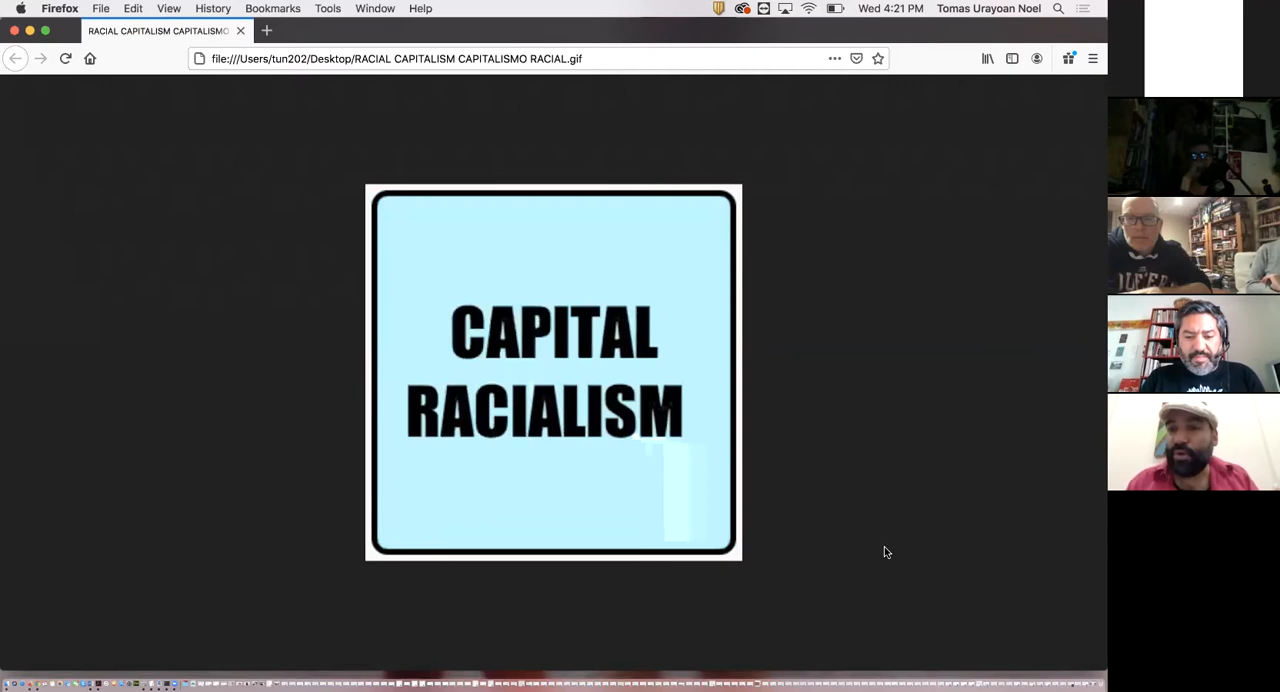 Firefox File Edit View History Bookmarks Tools Window Help Wed 4:21 PM Tomas Urayoan Noel
RACIAL CAPITALISM CAPITALISMO
file:///Users/tun202/Desktop/RACIAL CAPITALISM CAPITALISMO RACIAL.gif
CAPITAL
RACIALISM